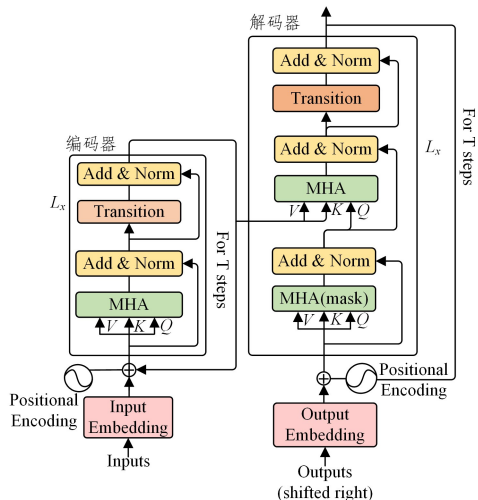 编码器
Add & Norm
L_x
Transition
Add & Norm
MHA
V
K
Q
For T steps
Positional
Encoding
Input
Embedding
Inputs
解码器
Add & Norm
Transition
Add & Norm
L_x
MHA
V
K
Q
Add & Norm
MHA(mask)
V
K
Q
For T steps
Positional
Encoding
Output
Embedding
Outputs
(shifted right)